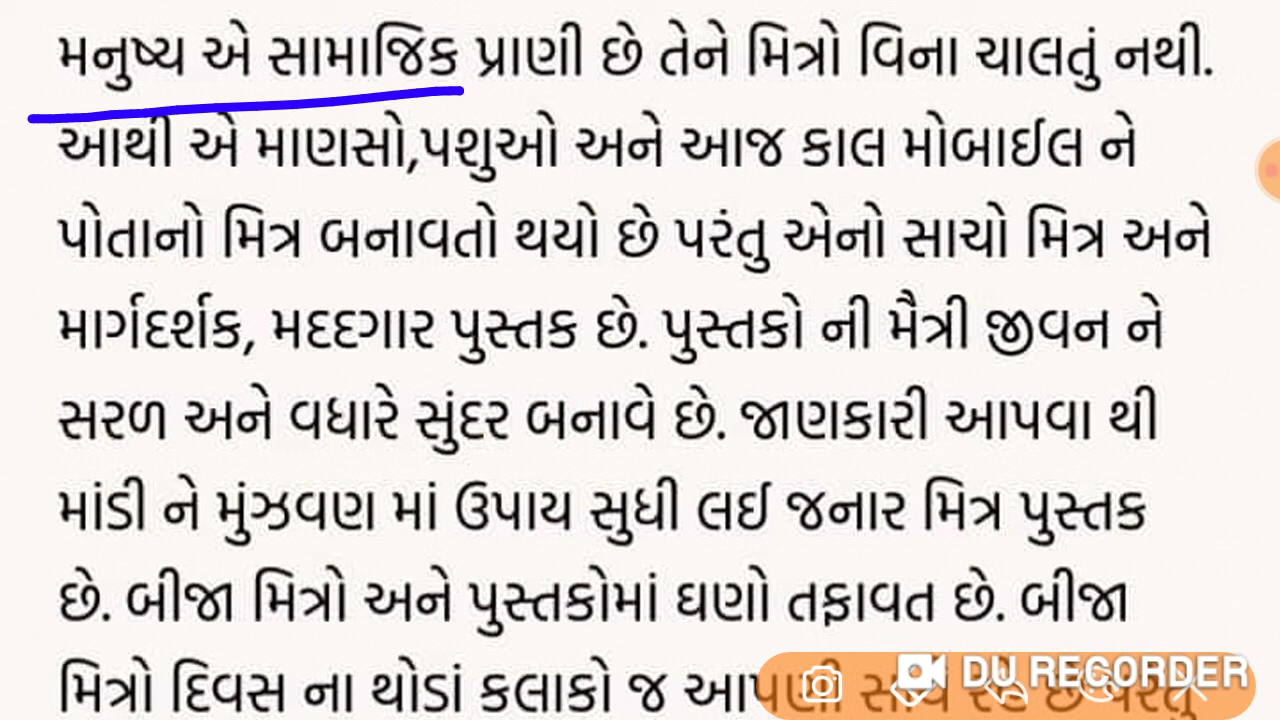 મનુષ્ય એ સામાજિક પ્રાણી છે તેને મિત્રો વિના ચાલતું નથી.
આથી એ માણસો,પશુઓ અને આજ કાલ મોબાઈલ ને
પોતાનો મિત્ર બનાવતો થયો છે પરંતુ એનો સાચો મિત્ર અને
માર્ગદર્શક, મદદગાર પુસ્તક છે. પુસ્તકો ની મૈત્રી જીવન ને
સરળ અને વધારે સુંદર બનાવે છે. જાણકારી આપવા થી
માંડી ને મુંઝવણ માં ઉપાય સુધી લઈ જનાર મિત્ર પુસ્તક
છે. બીજા મિત્રો અને પુસ્તકોમાં ઘણો તફાવત છે. બીજા
મિત્રો દિવસ ના થોડાં કલાકો જ આપણી
DU RECORDER